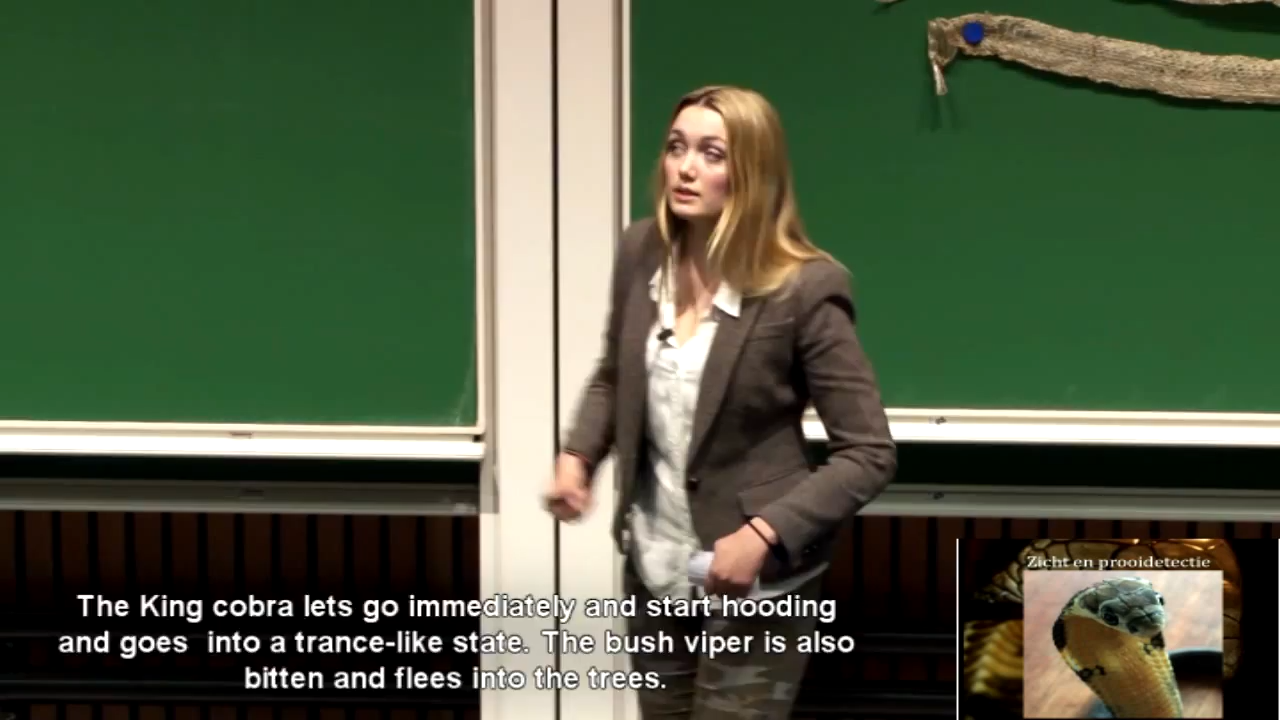 Zicht en prooidetectie
The King cobra lets go immediately and start hooding
and goes  into a trance-like state. The bush viper is also
bitten and flees into the trees.